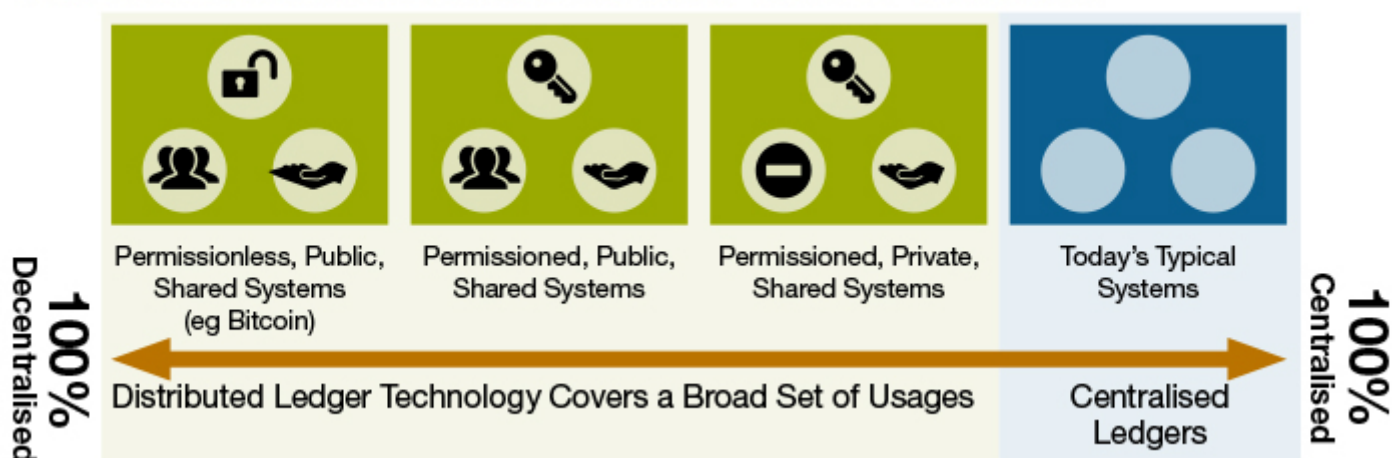 Permissionless, Public,
Shared Systems
(eg Bitcoin)
Permissioned, Public,
Shared Systems
Permissioned, Private,
Shared Systems
Today's Typical
Systems
100%
Decentralised
100%
Centralised
Distributed Ledger Technology Covers a Broad Set of Usages
Centralised
Ledgers